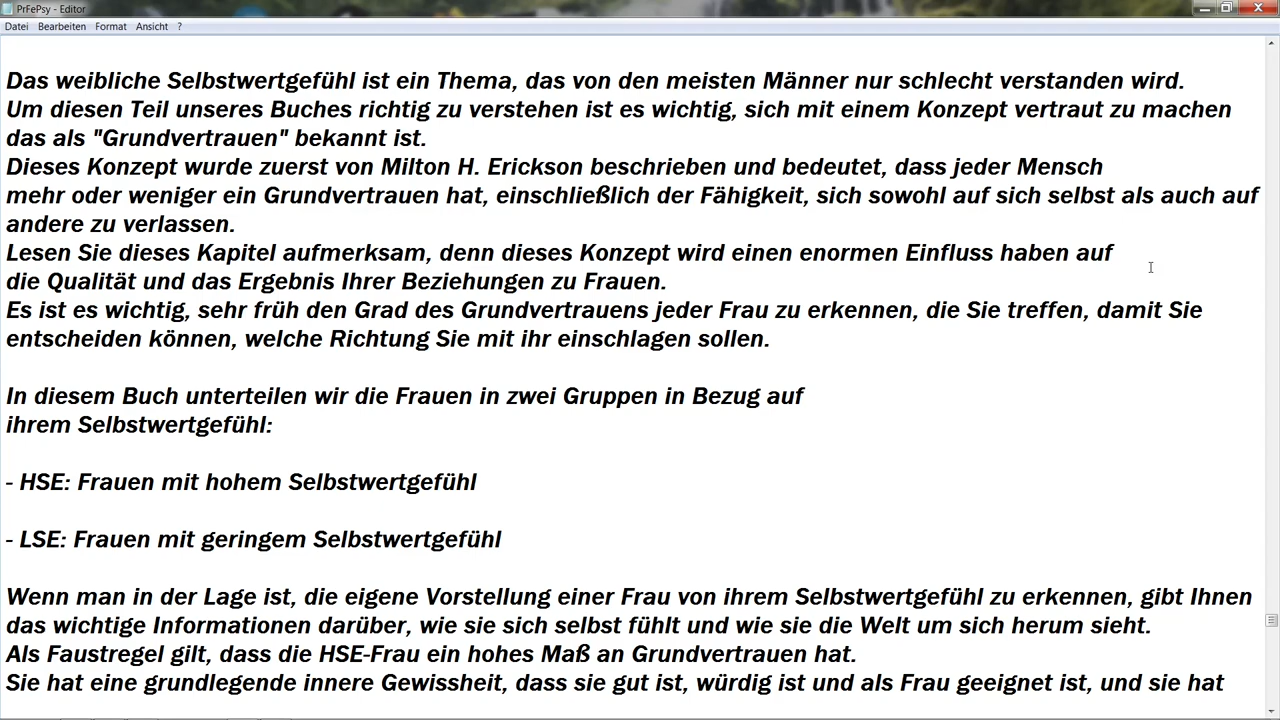 PrFePsy - Editor
Datei Bearbeiten Format Ansicht ?
Das weibliche Selbstwertgefühl ist ein Thema, das von den meisten Männer nur schlecht verstanden wird.
Um diesen Teil unseres Buches richtig zu verstehen ist es wichtig, sich mit einem Konzept vertraut zu machen
das als "Grundvertrauen" bekannt ist.
Dieses Konzept wurde zuerst von Milton H. Erickson beschrieben und bedeutet, dass jeder Mensch
mehr oder weniger ein Grundvertrauen hat, einschließlich der Fähigkeit, sich sowohl auf sich selbst als auch auf
andere zu verlassen.
Lesen Sie dieses Kapitel aufmerksam, denn dieses Konzept wird einen enormen Einfluss haben auf
die Qualität und das Ergebnis Ihrer Beziehungen zu Frauen.
Es ist es wichtig, sehr früh den Grad des Grundvertrauens jeder Frau zu erkennen, die Sie treffen, damit Sie
entscheiden können, welche Richtung Sie mit ihr einschlagen sollen.
In diesem Buch unterteilen wir die Frauen in zwei Gruppen in Bezug auf
ihrem Selbstwertgefühl:
- HSE: Frauen mit hohem Selbstwertgefühl
- LSE: Frauen mit geringem Selbstwertgefühl
Wenn man in der Lage ist, die eigene Vorstellung einer Frau von ihrem Selbstwertgefühl zu erkennen, gibt Ihnen
das wichtige Informationen darüber, wie sie sich selbst fühlt und wie sie die Welt um sich herum sieht.
Als Faustregel gilt, dass die HSE-Frau ein hohes Maß an Grundvertrauen hat.
Sie hat eine grundlegende innere Gewissheit, dass sie gut ist, würdig ist und als Frau geeignet ist, und sie hat